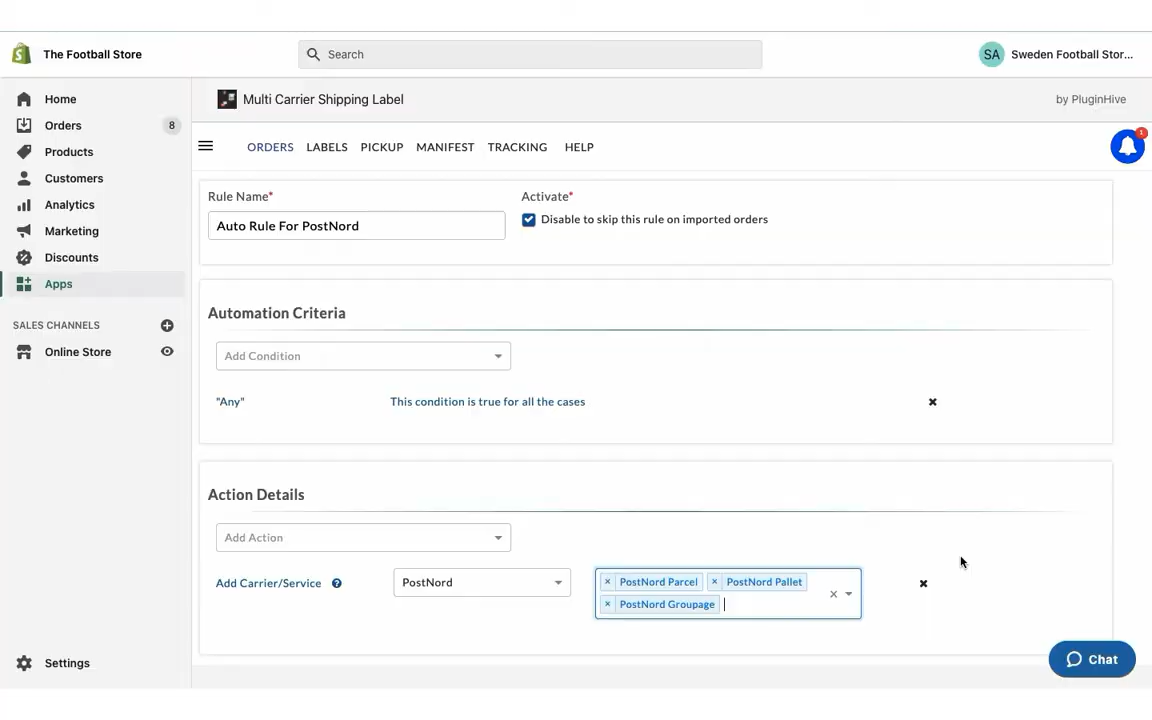 The Football Store
Search
SA Sweden Football Stor...
Home
Orders 8
Products
Customers
Analytics
Marketing
Discounts
Apps
SALES CHANNELS
Online Store
Settings
Multi Carrier Shipping Label
by PluginHive
ORDERS LABELS PICKUP MANIFEST TRACKING HELP
1
Rule Name*
Auto Rule For PostNord
Activate*
Disable to skip this rule on imported orders
Automation Criteria
Add Condition
"Any" This condition is true for all the cases
Action Details
Add Action
Add Carrier/Service ? PostNord
× PostNord Parcel × PostNord Pallet
× PostNord Groupage
Chat